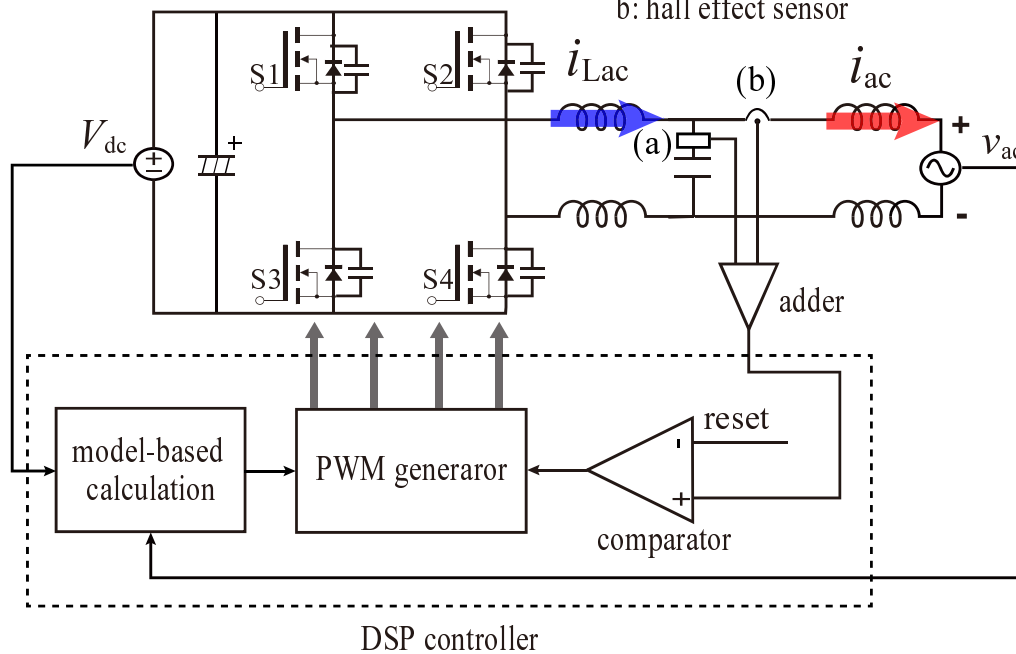 b: hall effect sensor
S1
S2
iLac
(b)
iac
Vdc
+
(a)
+
vac
-
S3
S4
adder
model-based
calculation
PWM generaror
reset
-
+
comparator
DSP controller